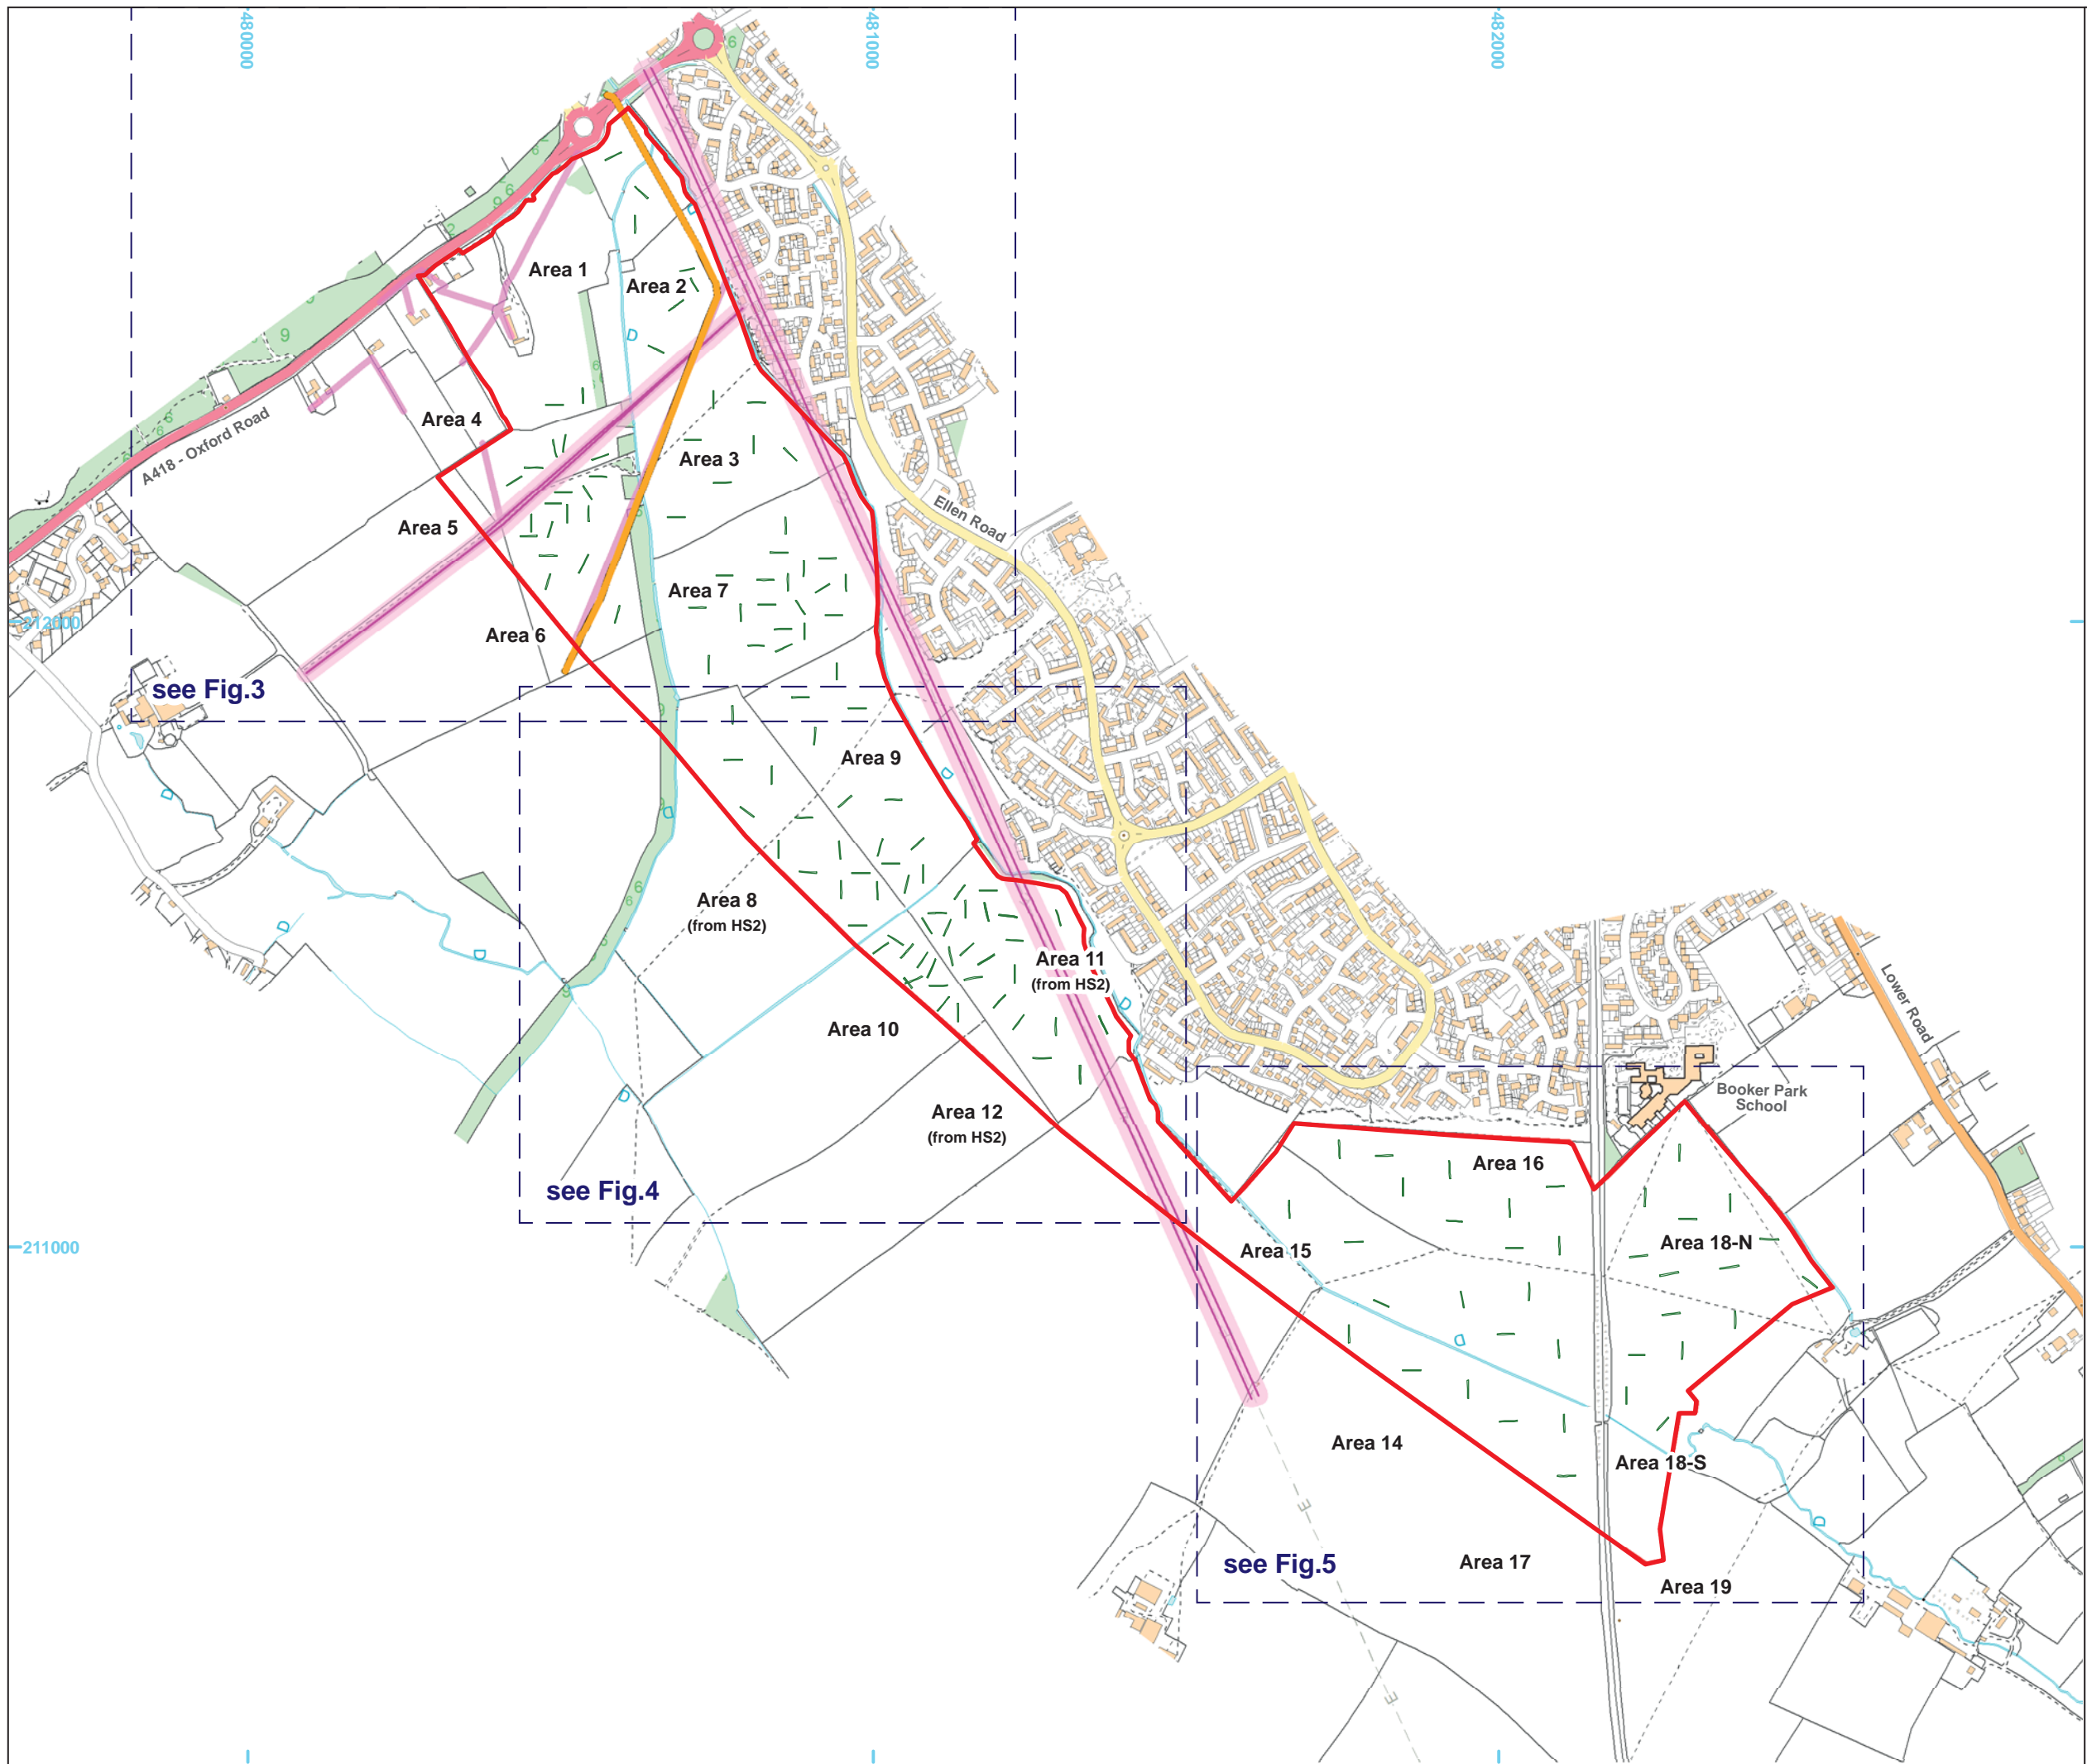 480000
481000
482000
Area 1
Area 2
Area 3
Area 4
A418 - Oxford Road
Area 5
Ellen Road
Area 7
212000
Area 6
see Fig.3
Area 9
Area 8
(from HS2)
Area 11
(from HS2)
Area 10
Lower Road
Booker Park
School
Area 12
(from HS2)
see Fig.4
Area 16
211000
Area 15
Area 18-N
D
Area 14
Area 18-S
see Fig.5
Area 17
Area 19